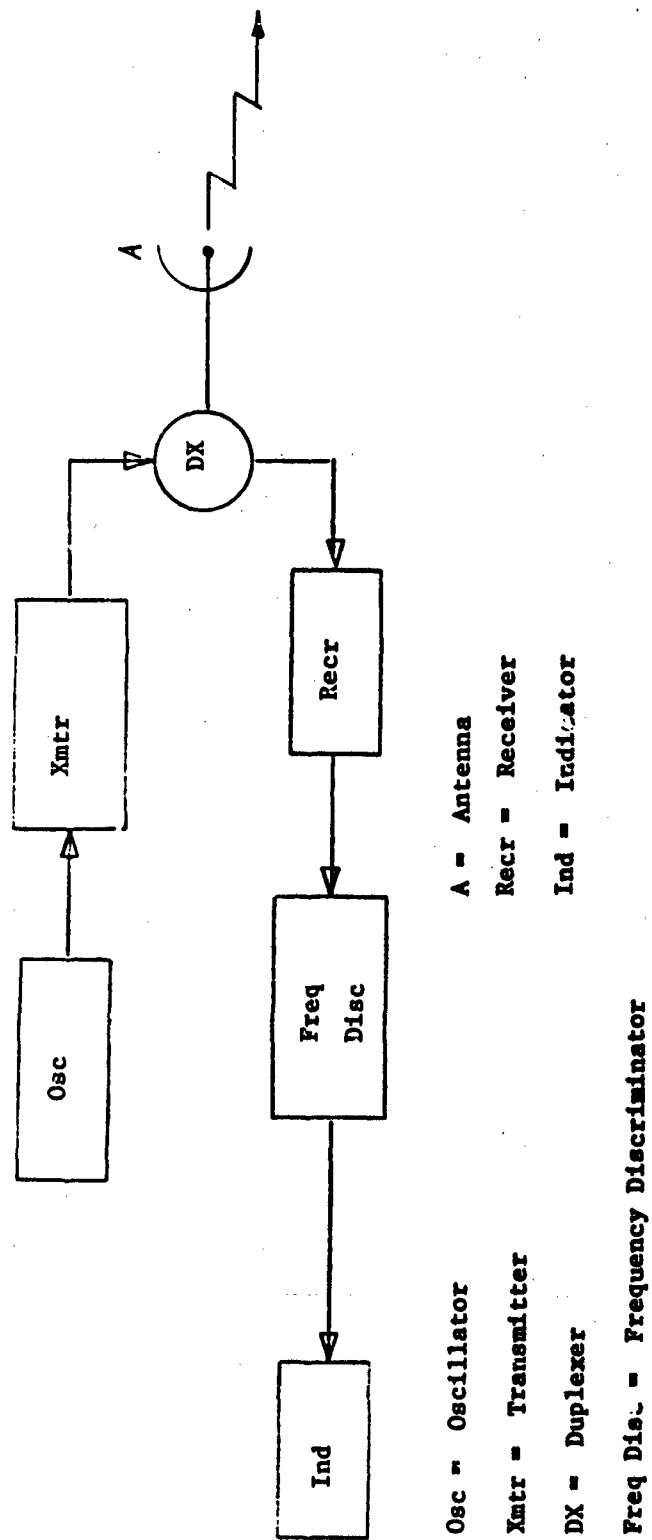 A
Osc
Xmtr
DX
Ind
Freq
Disc
Recr
Osc = Oscillator
Xmtr = Transmitter
DX = Duplexer
Freq Disc = Frequency Discriminator
A = Antenna
Recr = Receiver
Ind = Indicator